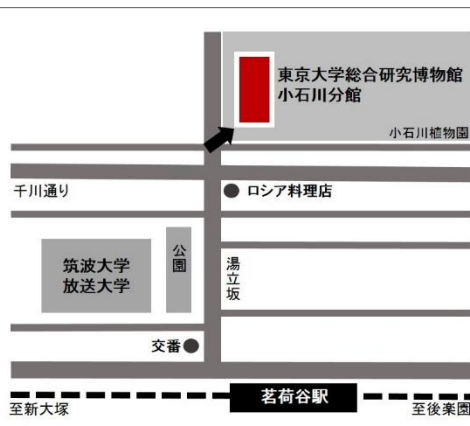 東京大学総合研究博物館
小石川分館
小石川植物園
千川通り
ロシア料理店
筑波大学
放送大学
公園
湯立坂
交番
茗荷谷駅
至新大塚
至後楽園